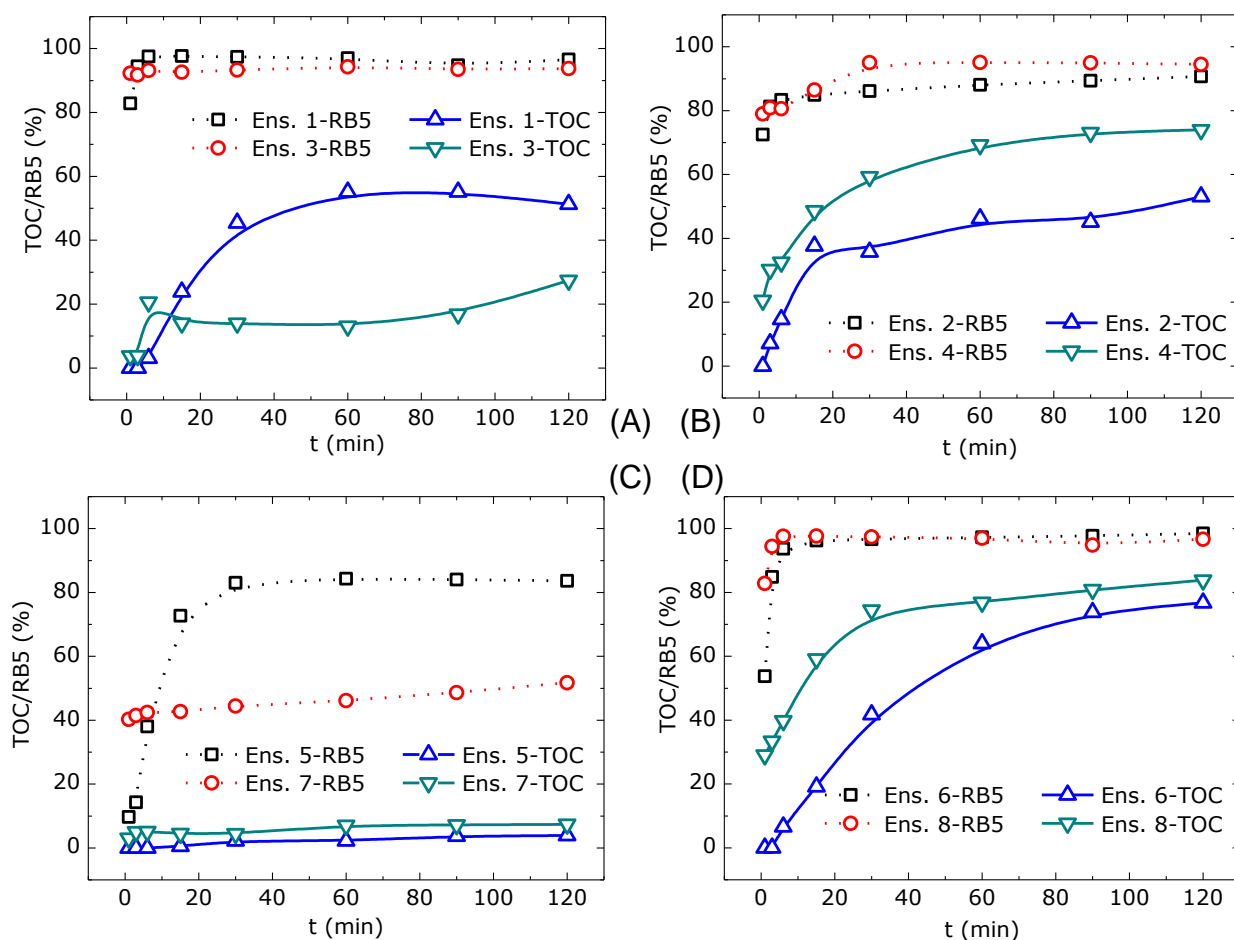 100
80
60
40
20
0
TOC/RB5 (%)
Ens. 1-RB5 Ens. 1-TOC
Ens. 3-RB5 Ens. 3-TOC
0 20 40 60 80 100 120
t (min)
(A)
100
80
60
40
20
0
TOC/RB5 (%)
Ens. 2-RB5 Ens. 2-TOC
Ens. 4-RB5 Ens. 4-TOC
0 20 40 60 80 100 120
t (min)
(B)
(C)
100
80
60
40
20
0
TOC/RB5 (%)
Ens. 5-RB5 Ens. 5-TOC
Ens. 7-RB5 Ens. 7-TOC
0 20 40 60 80 100 120
t (min)
(D)
100
80
60
40
20
0
TOC/RB5 (%)
Ens. 6-RB5 Ens. 6-TOC
Ens. 8-RB5 Ens. 8-TOC
0 20 40 60 80 100 120
t (min)